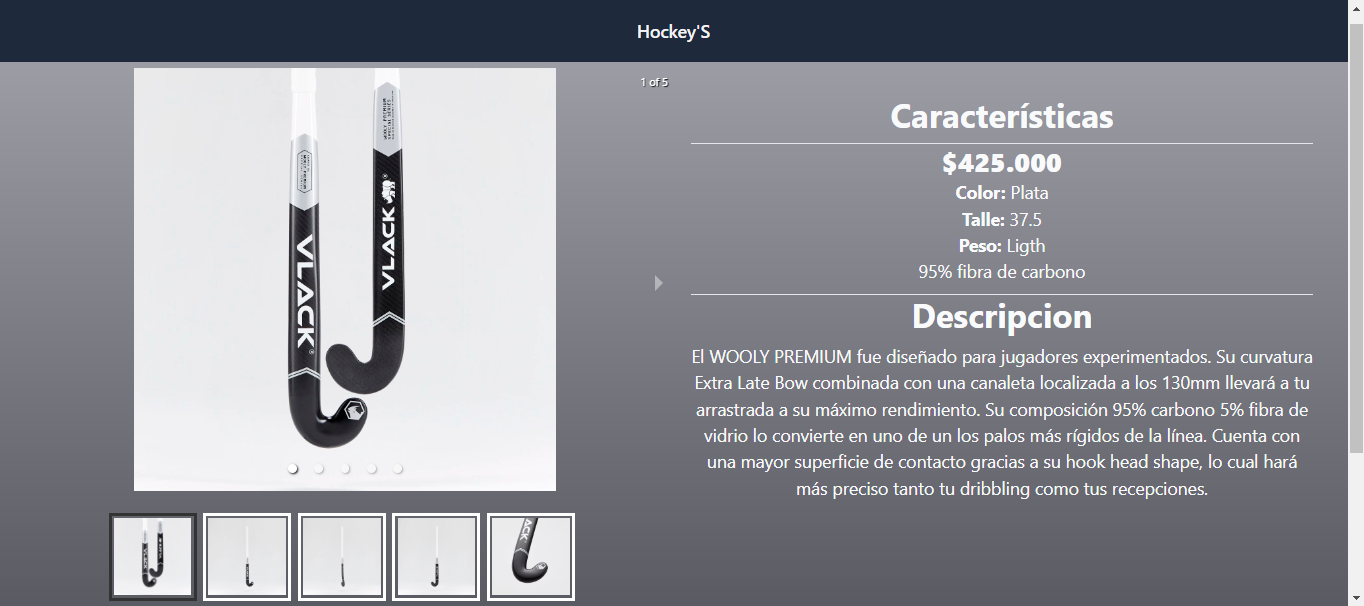 Hockey'S
1 of 5
WOOLY PREMIUM
SPECIAL SERIES
VLACK
VLACK
Características
$425.000
Color: Plata
Talle: 37.5
Peso: Ligth
95% fibra de carbono
Descripcion
El WOOLY PREMIUM fue diseñado para jugadores experimentados. Su curvatura
Extra Late Bow combinada con una canaleta localizada a los 130mm llevará a tu
arrastrada a su máximo rendimiento. Su composición 95% carbono 5% fibra de
vidrio lo convierte en uno de un los palos más rígidos de la línea. Cuenta con
una mayor superficie de contacto gracias a su hook head shape, lo cual hará
más preciso tanto tu dribbling como tus recepciones.